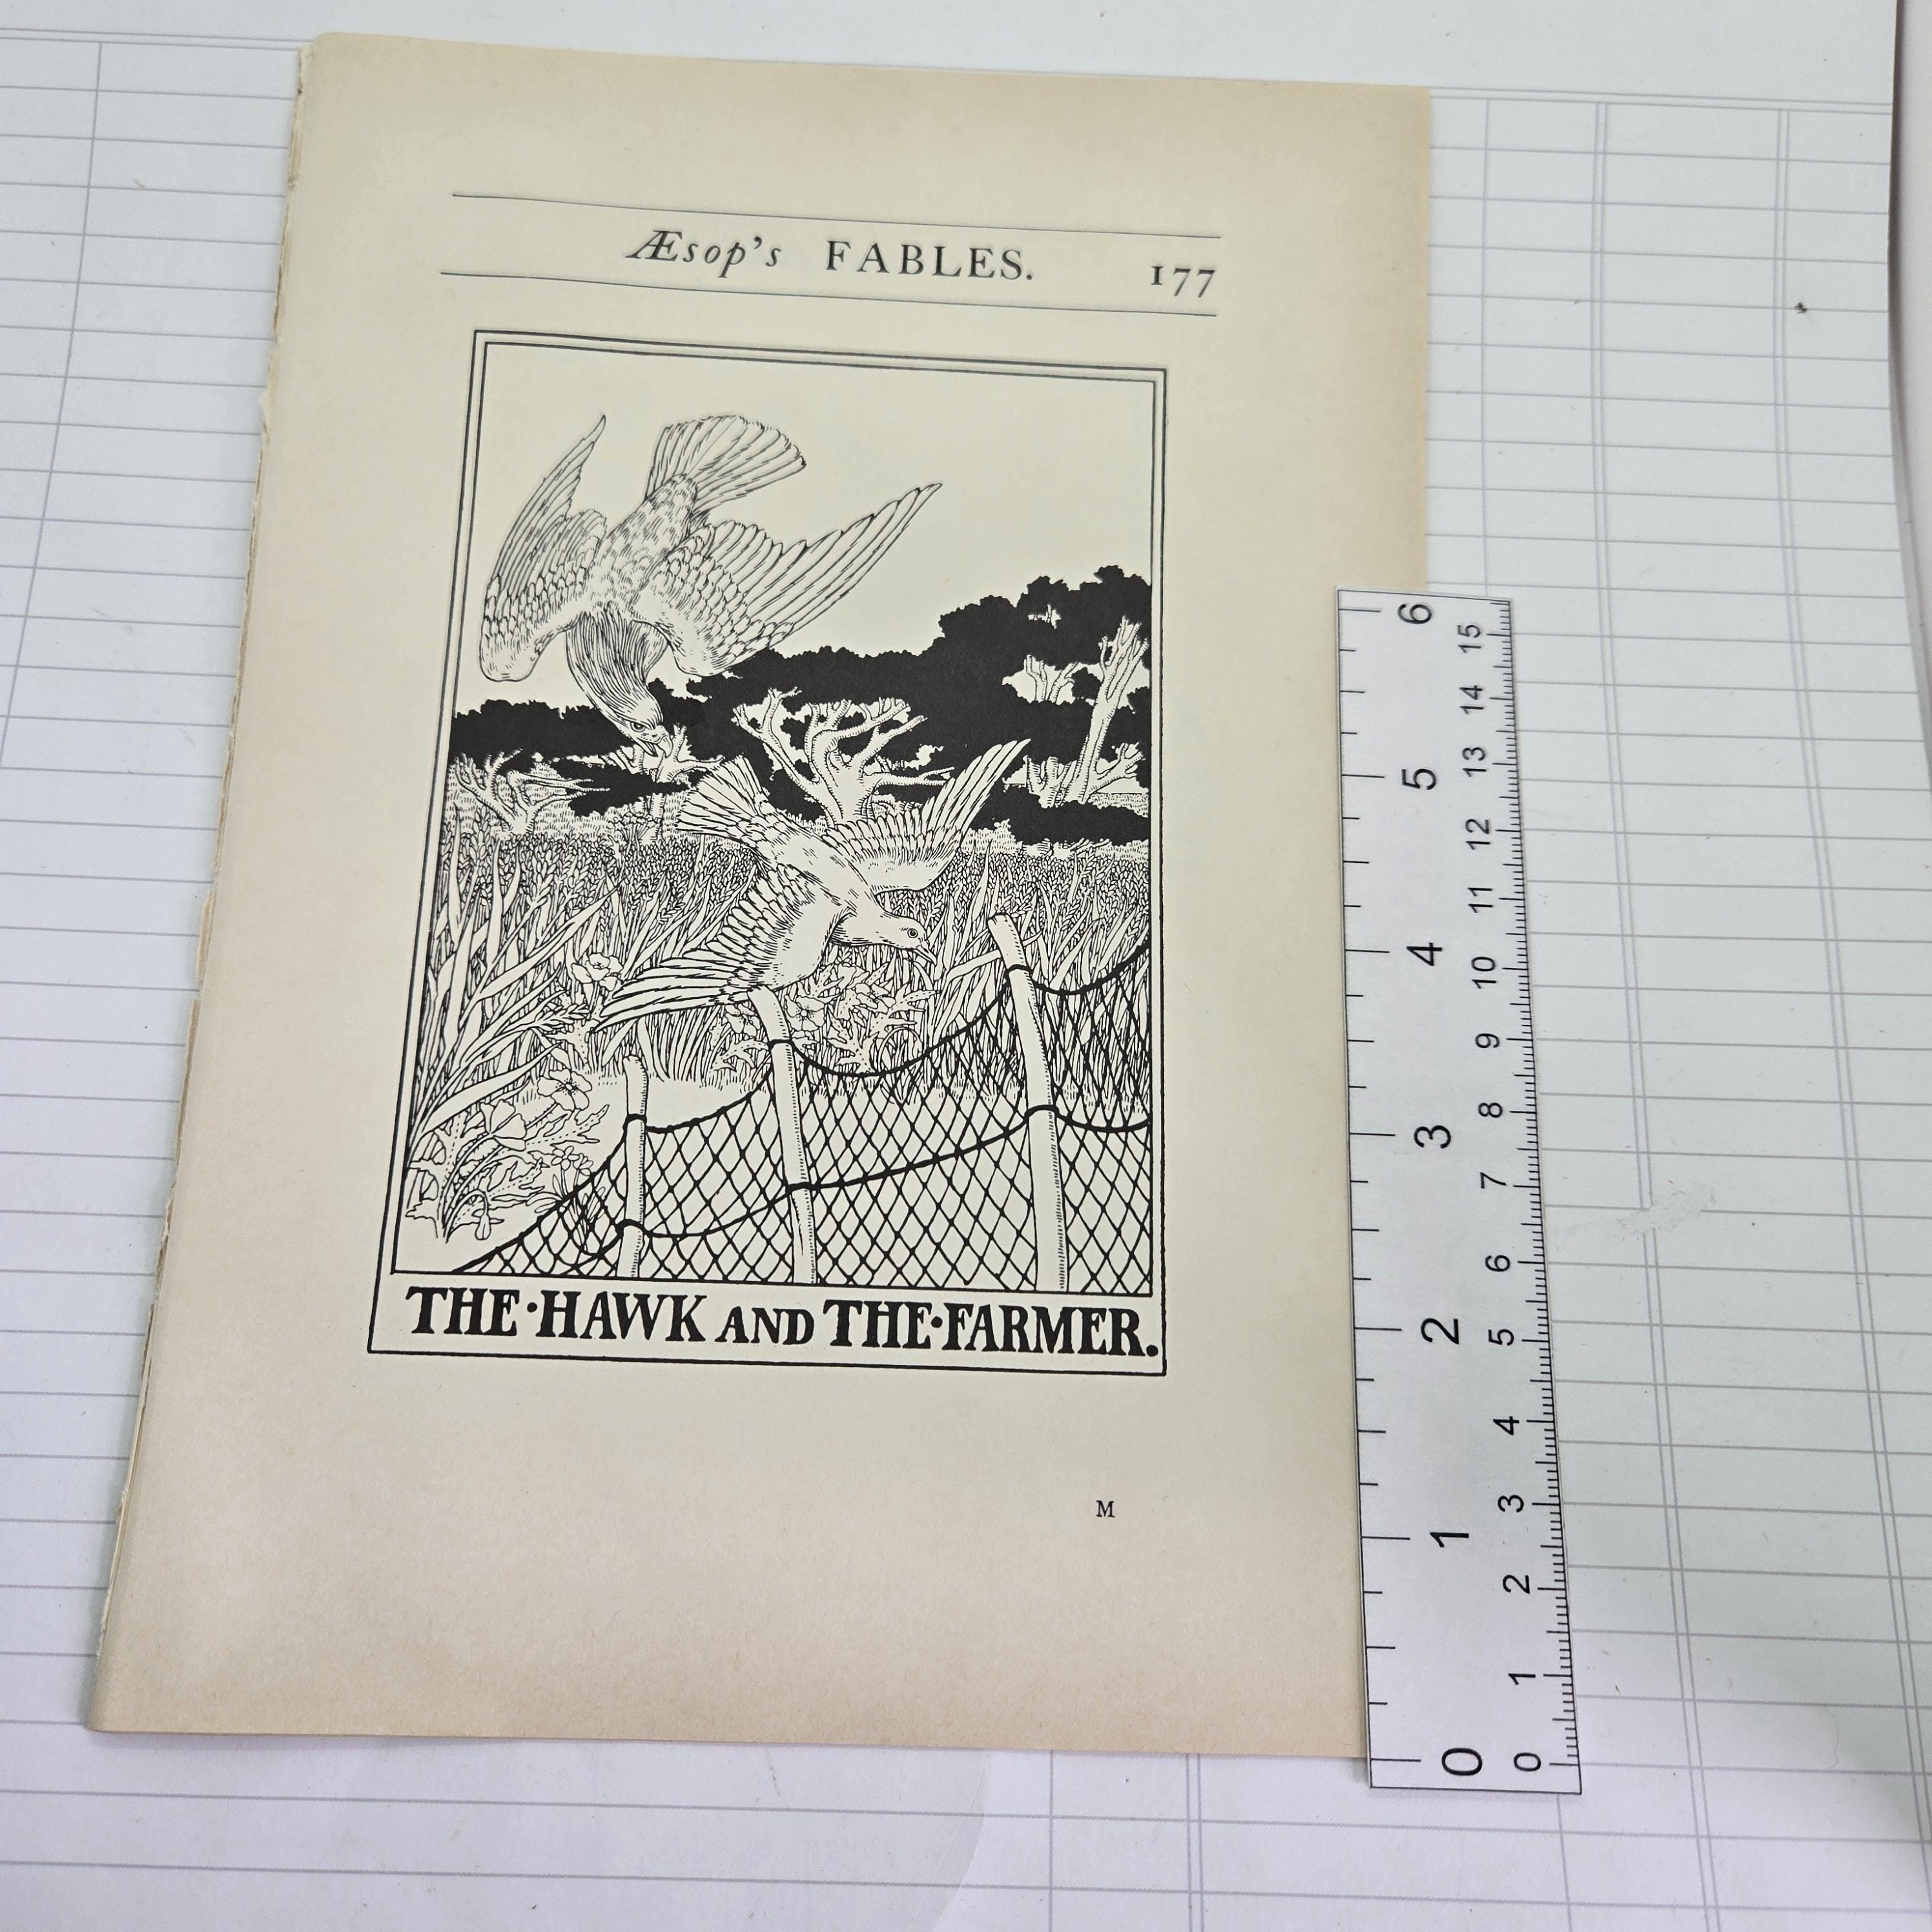 Æsop's FABLES. 177
THE·HAWK AND THE·FARMER.
M
6 5 4 3 2 1 0
15 14 13 12 11 10 9 8 7 6 5 4 3 2 1 0